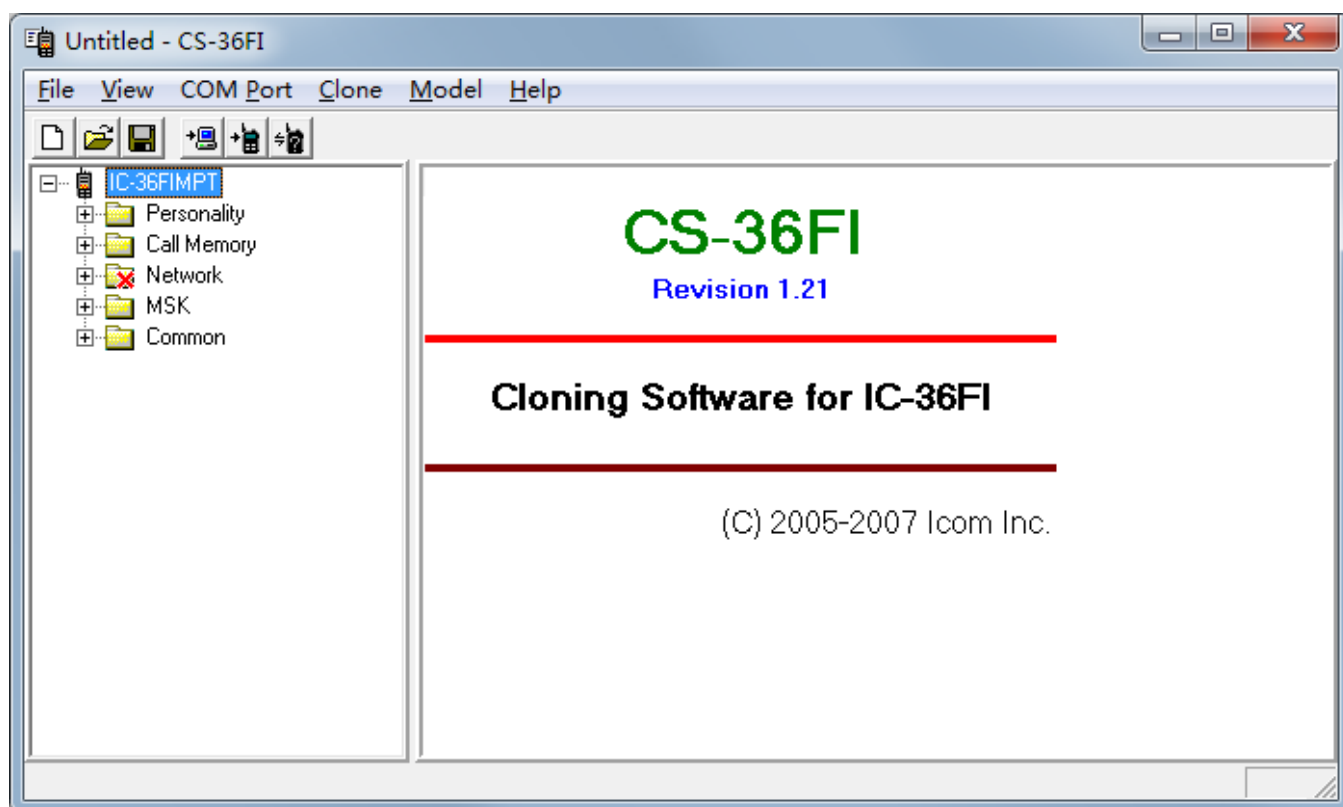 Untitled - CS-36FI
File View COM Port Clone Model Help
IC-36FIMPT
Personality
Call Memory
Network
MSK
Common
CS-36FI
Revision 1.21
Cloning Software for IC-36FI
(C) 2005-2007 Icom Inc.